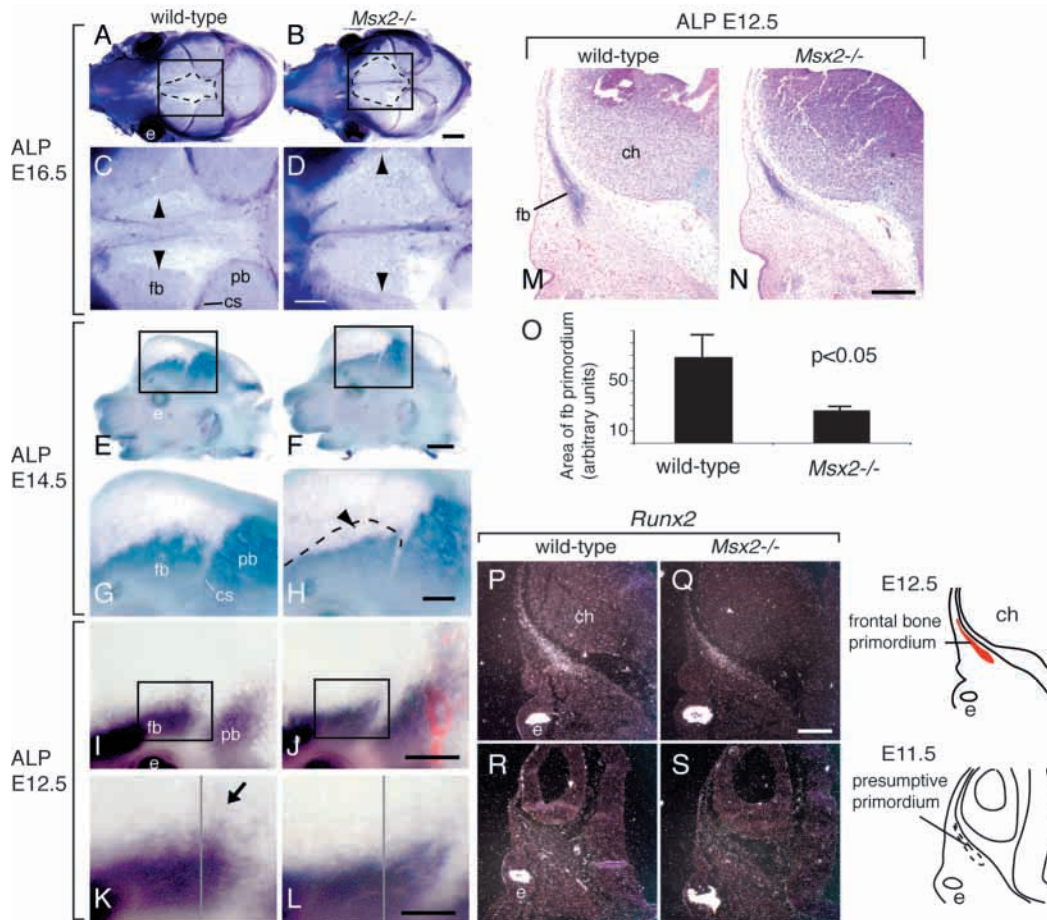 wild-type
Msx2-/-
A
B
e
ALP
E16.5
C
D
fb
pb
cs
ALP E12.5
wild-type
Msx2-/-
ch
fb
M
N
E
F
e
ALP
E14.5
G
H
fb
pb
cs
O
Area of fb primordium
(arbitrary units)
50
10
p<0.05
wild-type
Msx2-/-
I
J
fb
pb
e
ALP
E12.5
K
L
Runx2
wild-type
Msx2-/-
P
Q
ch
e
R
S
e
E12.5
frontal bone
primordium
ch
e
E11.5
presumptive
primordium
e